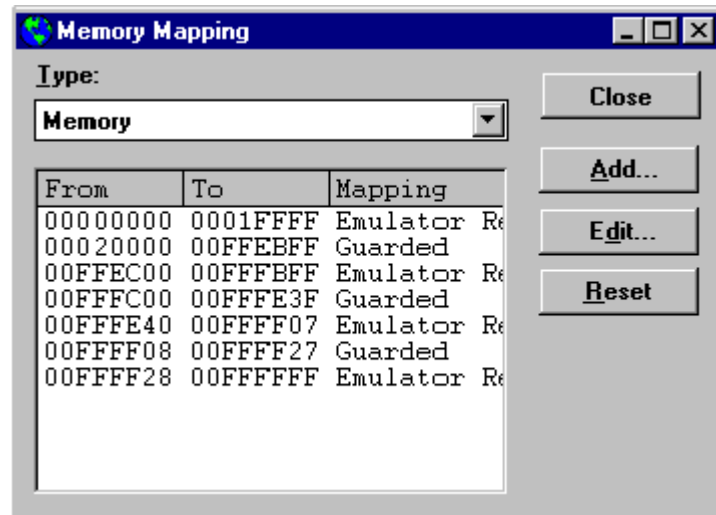 Memory Mapping
Type:
Memory
Close
Add...
Edit...
Reset
From To Mapping
00000000 0001FFFF Emulator Re
00020000 00FFEBFF Guarded
00FFEC00 00FFFBFF Emulator Re
00FFFC00 00FFFE3F Guarded
00FFFE40 00FFFF07 Emulator Re
00FFFF08 00FFFF27 Guarded
00FFFF28 00FFFFFF Emulator Re